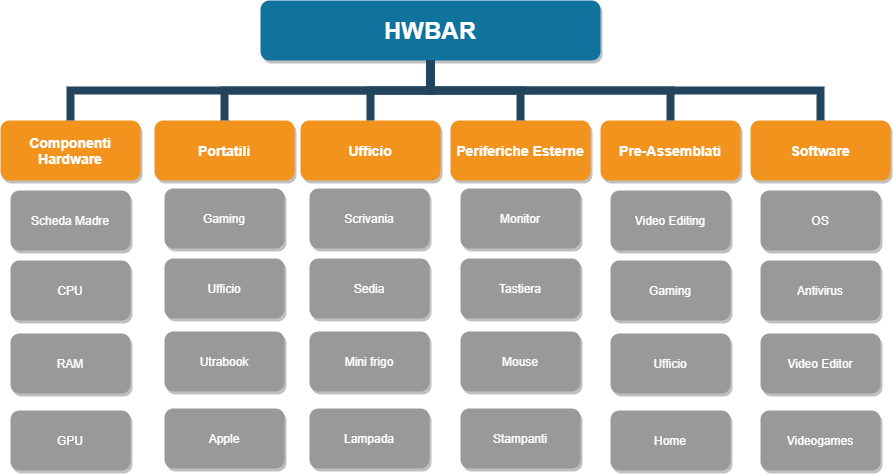 HWBAR
Componenti
Hardware
Portatili
Ufficio
Periferiche Esterne
Pre-Assemblati
Software
Scheda Madre
Gaming
Scrivania
Monitor
Video Editing
OS
CPU
Ufficio
Sedia
Tastiera
Gaming
Antivirus
RAM
Utrabook
Mini frigo
Mouse
Ufficio
Video Editor
GPU
Apple
Lampada
Stampanti
Home
Videogames